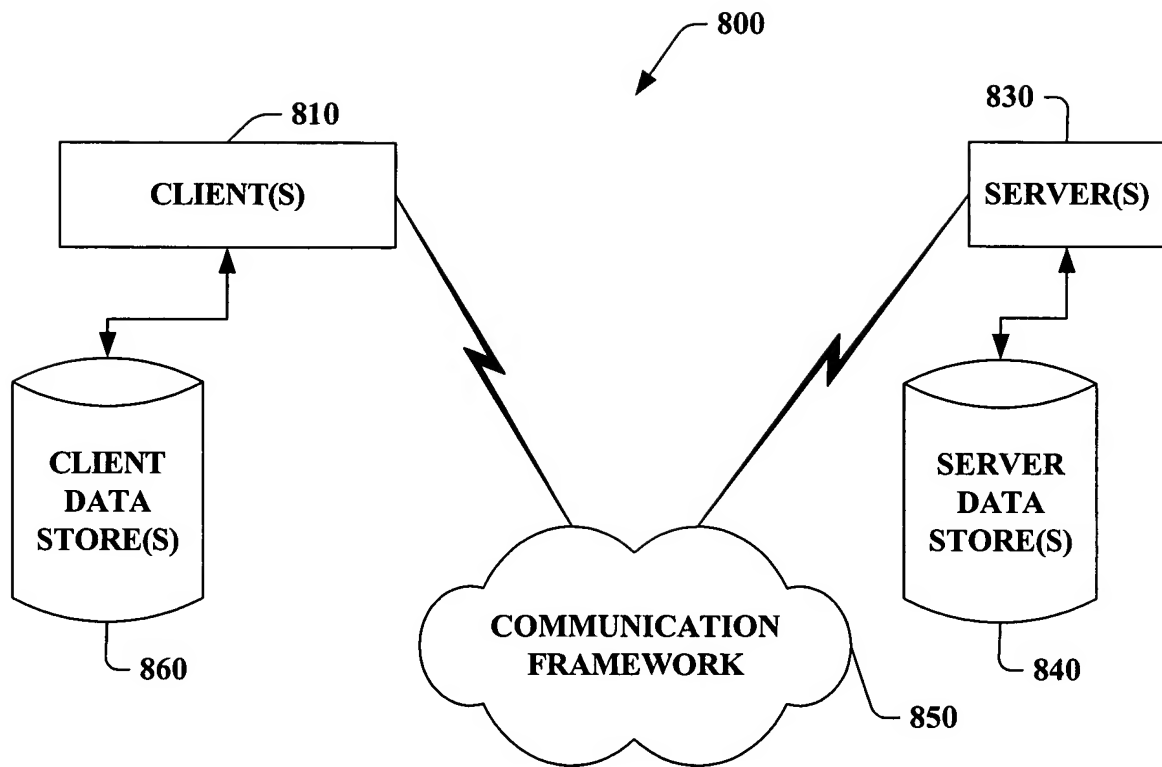 800
810
830
CLIENT(S)
SERVER(S)
CLIENT
DATA
STORE(S)
SERVER
DATA
STORE(S)
COMMUNICATION
FRAMEWORK
860
840
850